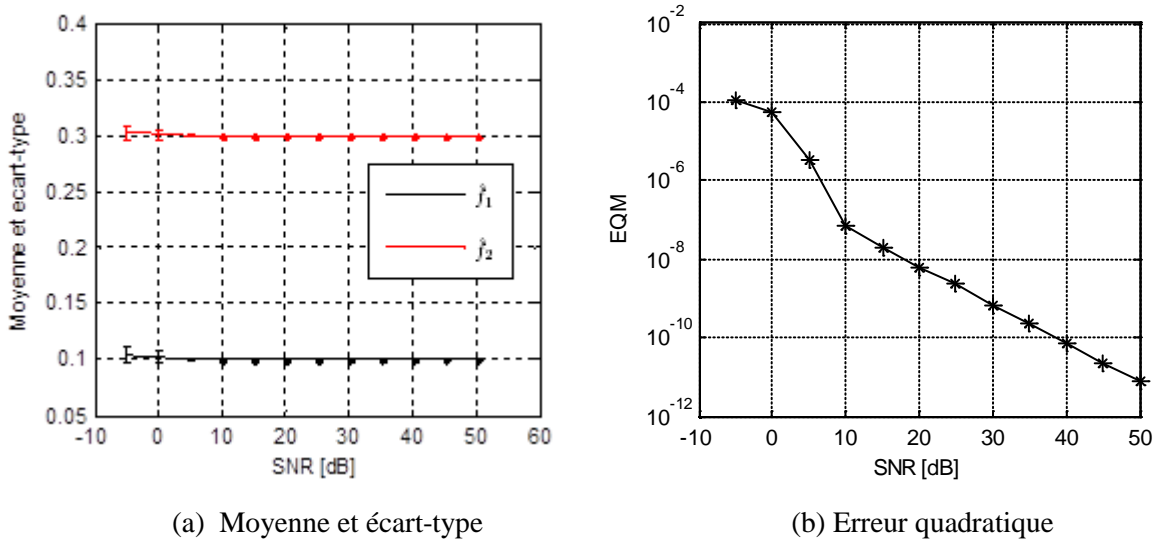 0.4
0.35
0.3
0.25
0.2
0.15
0.1
0.05
-10 0 10 20 30 40 50 60
Moyenne et ecart-type
SNR [dB]
f̂₁
f̂₂
10⁻²
10⁻⁴
10⁻⁶
10⁻⁸
10⁻¹⁰
10⁻¹²
-10 0 10 20 30 40 50
EQM
SNR [dB]
(a) Moyenne et écart-type
(b) Erreur quadratique